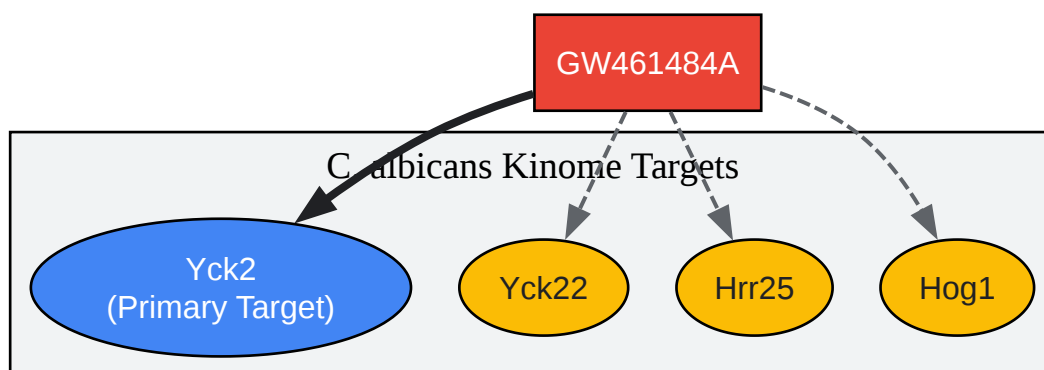 GW461484A
C. albicans Kinome Targets
Yck2
(Primary Target)
Yck22
Hrr25
Hog1